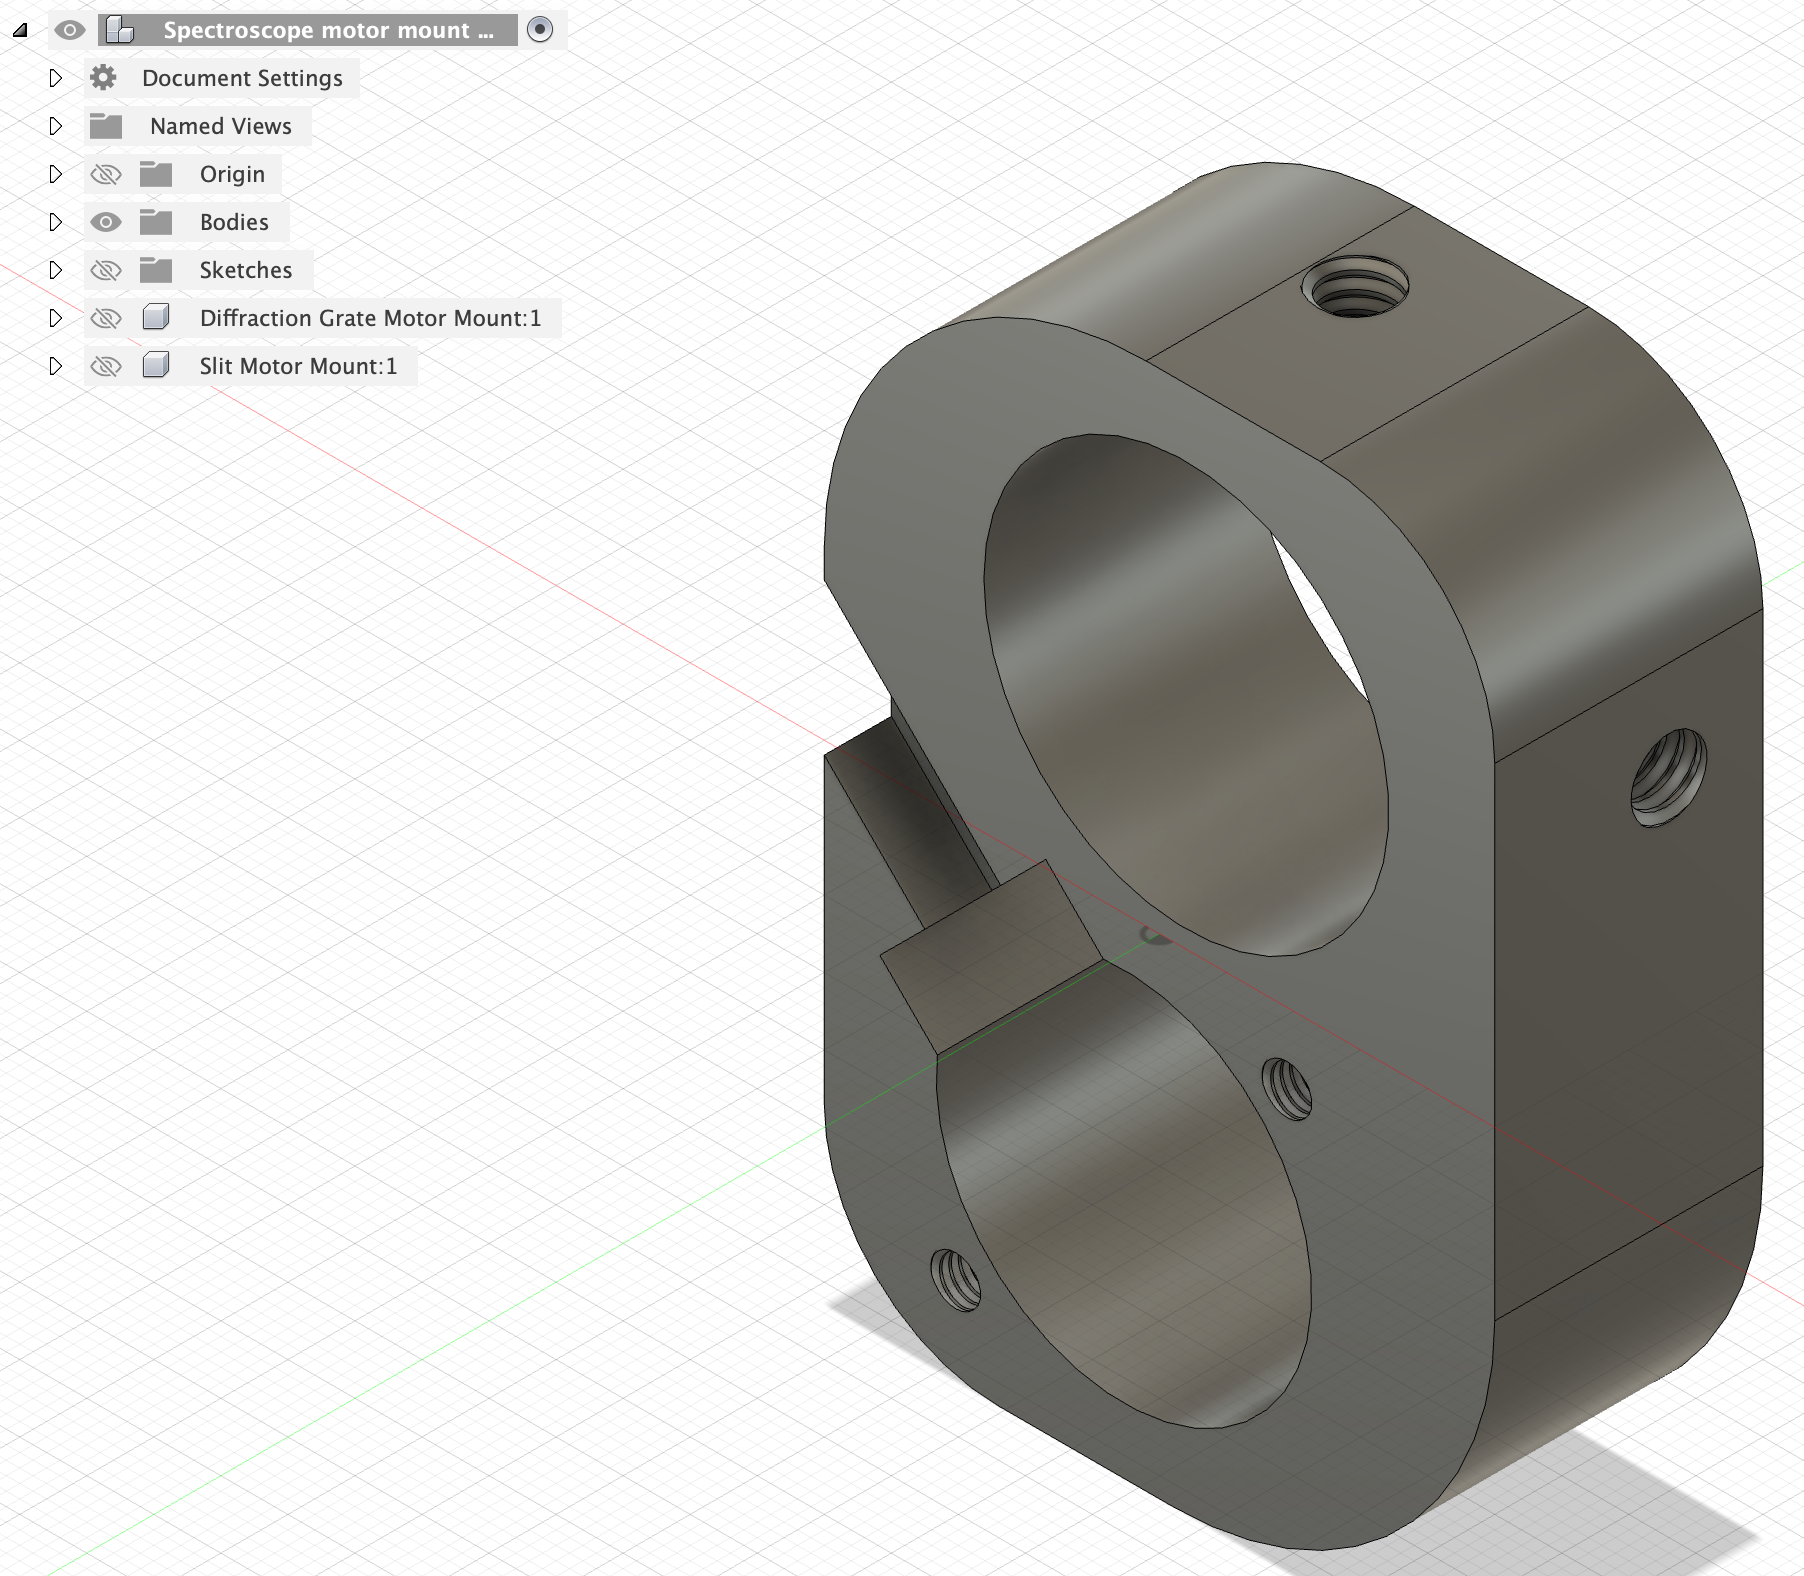 Spectroscope motor mount ...
Document Settings
Named Views
Origin
Bodies
Sketches
Diffraction Grate Motor Mount:1
Slit Motor Mount:1